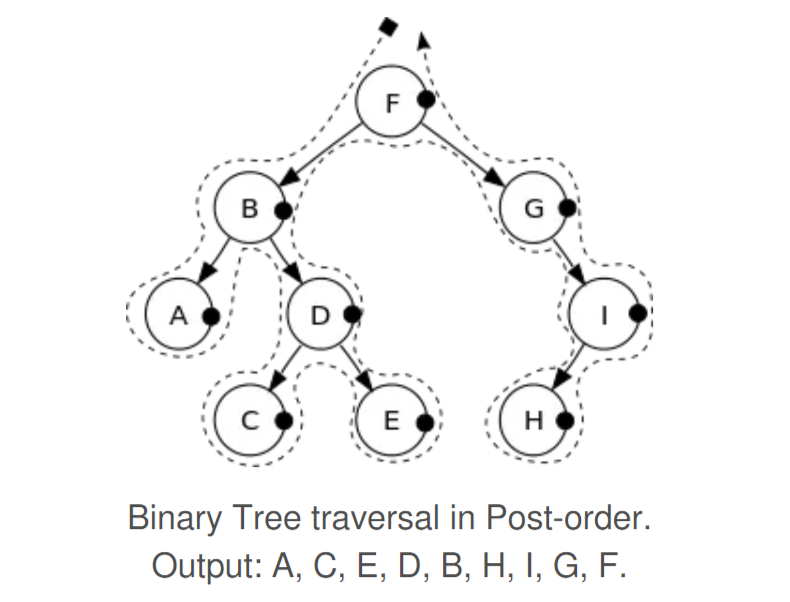 F
B
G
A
D
I
C
E
H
Binary Tree traversal in Post-order.
Output: A, C, E, D, B, H, I, G, F.